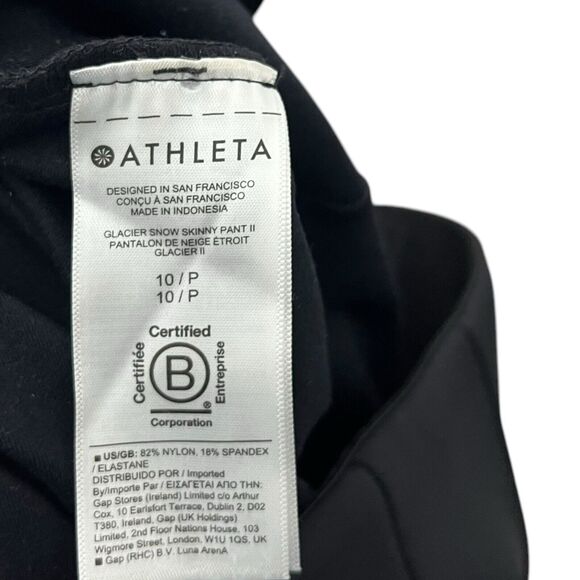 ATHLETA
DESIGNED IN SAN FRANCISCO
CONÇU À SAN FRANCISCO
MADE IN INDONESIA
GLACIER SNOW SKINNY PANT II
PANTALON DE NEIGE ÉTROIT
GLACIER II
10 / P
10 / P
Certified
Certifiée
B
Entreprise
®
Corporation
■ US/GB: 82% NYLON, 18% SPANDEX
/ ELASTANE
DISTRIBUIDO POR / Imported
By/Importe Par / ΕΙΣΑΓΕΤΑΙ ΑΠΟ ΤΗΝ:
Gap Stores (Ireland) Limited c/o Arthur
Cox, 10 Earlsfort Terrace, Dublin 2, D02
T380, Ireland, Gap (UK Holdings)
Limited, 2nd Floor Nations House, 103
Wigmore Street, London, W1U 1QS, UK
■ Gap (RHC) B.V. Luna ArenA